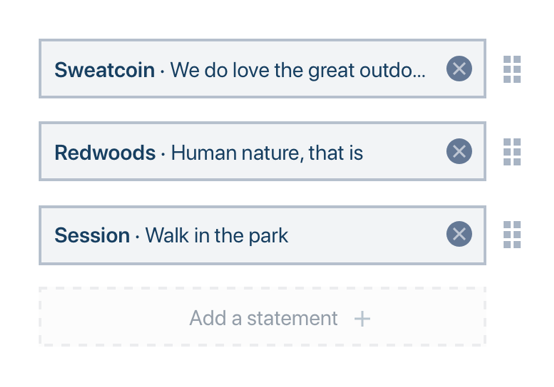 Sweatcoin · We do love the great outdo...
Redwoods · Human nature, that is
Session · Walk in the park
Add a statement +